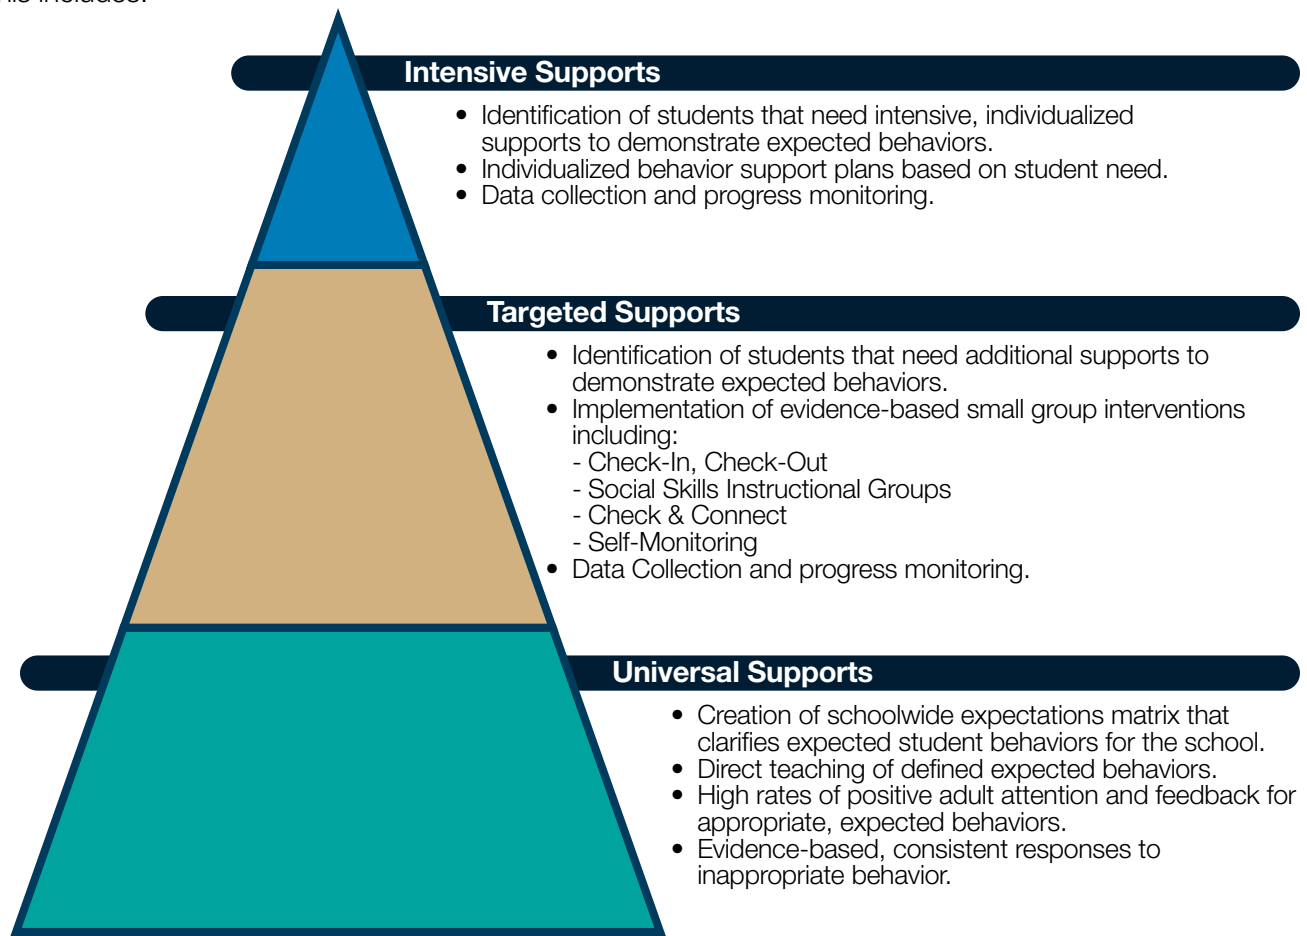 his includes:
Intensive Supports
• Identification of students that need intensive, individualized
supports to demonstrate expected behaviors.
• Individualized behavior support plans based on student need.
• Data collection and progress monitoring.
Targeted Supports
• Identification of students that need additional supports to
demonstrate expected behaviors.
• Implementation of evidence-based small group interventions
including:
- Check-In, Check-Out
- Social Skills Instructional Groups
- Check & Connect
- Self-Monitoring
• Data Collection and progress monitoring.
Universal Supports
• Creation of schoolwide expectations matrix that
clarifies expected student behaviors for the school.
• Direct teaching of defined expected behaviors.
• High rates of positive adult attention and feedback for
appropriate, expected behaviors.
• Evidence-based, consistent responses to
inappropriate behavior.